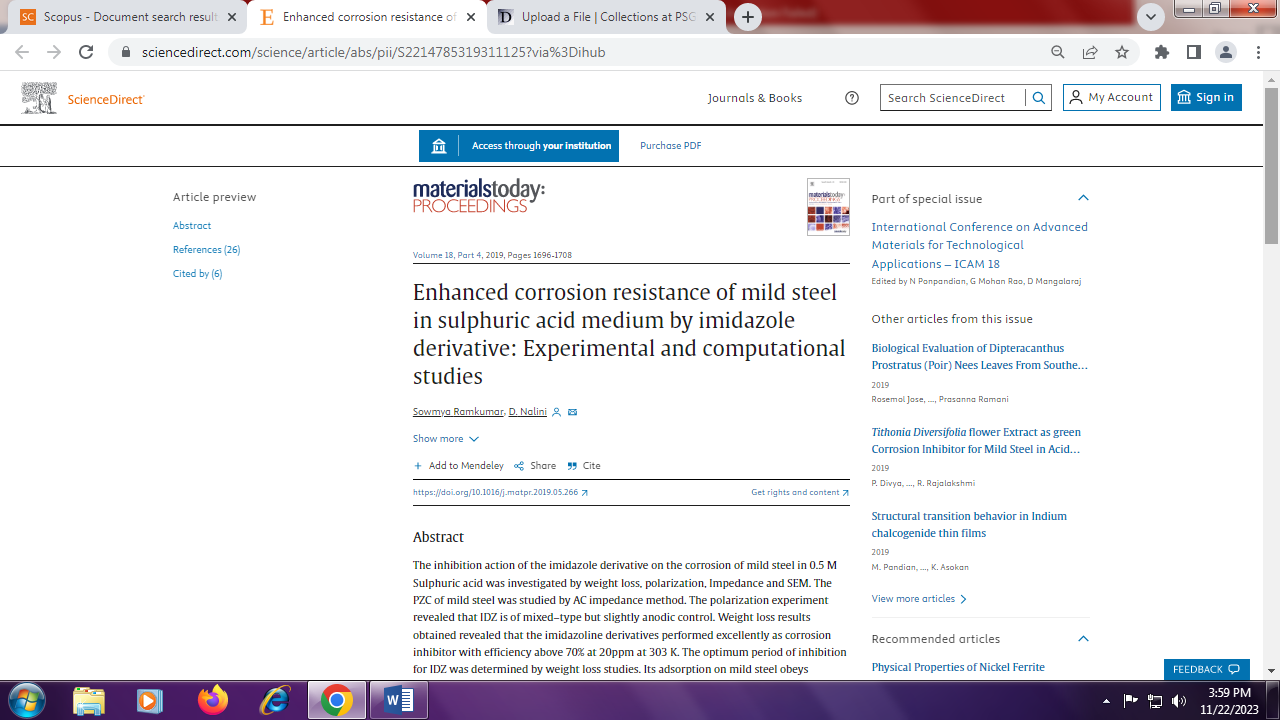 Scopus - Document search result
Enhanced corrosion resistance of
Upload a File | Collections at PSG
sciencedirect.com/science/article/abs/pii/S2214785319311125?via%3Dihub
ScienceDirect
Journals & Books
Search ScienceDirect
My Account
Sign in
Access through your institution
Purchase PDF
Article preview
Abstract
References (26)
Cited by (6)
materialstoday:
PROCEEDINGS
Volume 18, Part 4, 2019, Pages 1696-1708
Enhanced corrosion resistance of mild steel
in sulphuric acid medium by imidazole
derivative: Experimental and computational
studies
Sowmya Ramkumar, D. Nalini
Show more
Add to Mendeley
Share
Cite
https://doi.org/10.1016/j.matpr.2019.05.266
Get rights and content
Abstract
The inhibition action of the imidazole derivative on the corrosion of mild steel in 0.5 M
Sulphuric acid was investigated by weight loss, polarization, Impedance and SEM. The
PZC of mild steel was studied by AC impedance method. The polarization experiment
revealed that IDZ is of mixed–type but slightly anodic control. Weight loss results
obtained revealed that the imidazoline derivatives performed excellently as corrosion
inhibitor with efficiency above 70% at 20ppm at 303 K. The optimum period of inhibition
for IDZ was determined by weight loss studies. Its adsorption on mild steel obeys
Part of special issue
International Conference on Advanced
Materials for Technological
Applications – ICAM 18
Edited by N Ponpandian, G Mohan Rao, D Mangalaraj
Other articles from this issue
Biological Evaluation of Dipteracanthus
Prostratus (Poir) Nees Leaves From Southe…
2019
Rosemol Jose, …, Prasanna Ramani
Tithonia Diversifolia flower Extract as green
Corrosion Inhibitor for Mild Steel in Acid…
2019
P. Divya, …, R. Rajalakshmi
Structural transition behavior in Indium
chalcogenide thin films
2019
M. Pandian, …, K. Asokan
View more articles
Recommended articles
Physical Properties of Nickel Ferrite
FEEDBACK
3:59 PM
11/22/2023